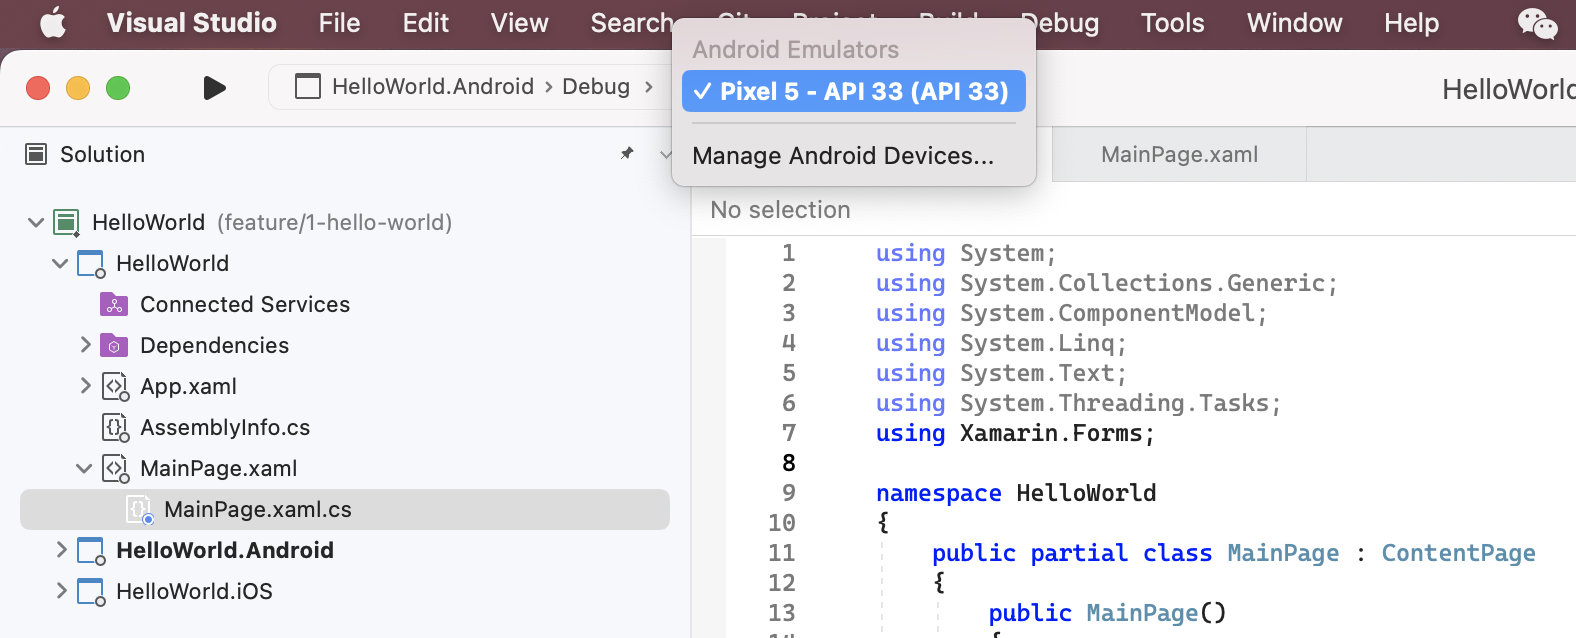 Visual Studio File Edit View Search Debug Tools Window Help
Android Emulators
HelloWorld.Android › Debug ›
✓ Pixel 5 - API 33 (API 33)
Manage Android Devices...
Solution
MainPage.xaml
No selection
HelloWorld (feature/1-hello-world)
HelloWorld
Connected Services
Dependencies
App.xaml
AssemblyInfo.cs
MainPage.xaml
MainPage.xaml.cs
HelloWorld.Android
HelloWorld.iOS
1 using System;
2 using System.Collections.Generic;
3 using System.ComponentModel;
4 using System.Linq;
5 using System.Text;
6 using System.Threading.Tasks;
7 using Xamarin.Forms;
8
9 namespace HelloWorld
10 {
11 public partial class MainPage : ContentPage
12 {
13 public MainPage()